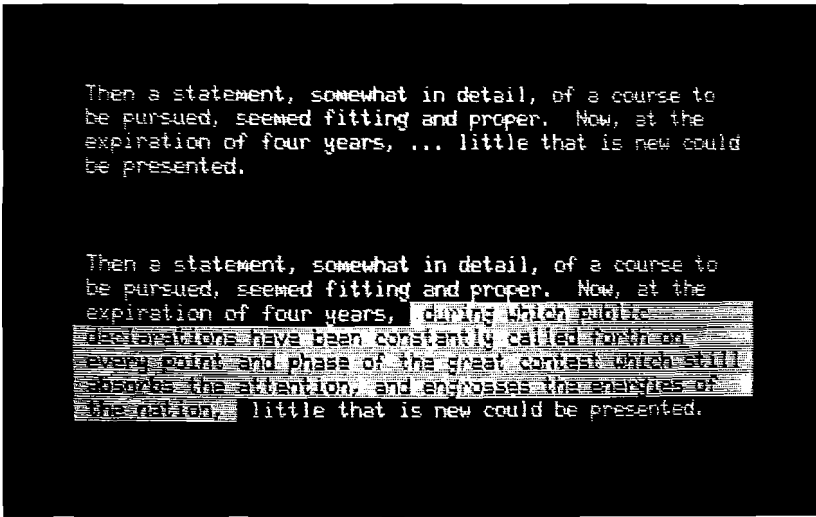 Then a statement, somewhat in detail, of a course to
be pursued, seemed fitting and proper. Now, at the
expiration of four years, ... little that is new could
be presented.
Then a statement, somewhat in detail, of a course to
be pursued, seemed fitting and proper. Now, at the
expiration of four years, during which public
declarations have been constantly called forth on
every point and phase of the great contest which still
absorbs the attention, and engrosses the energies of
the nation, little that is new could be presented.